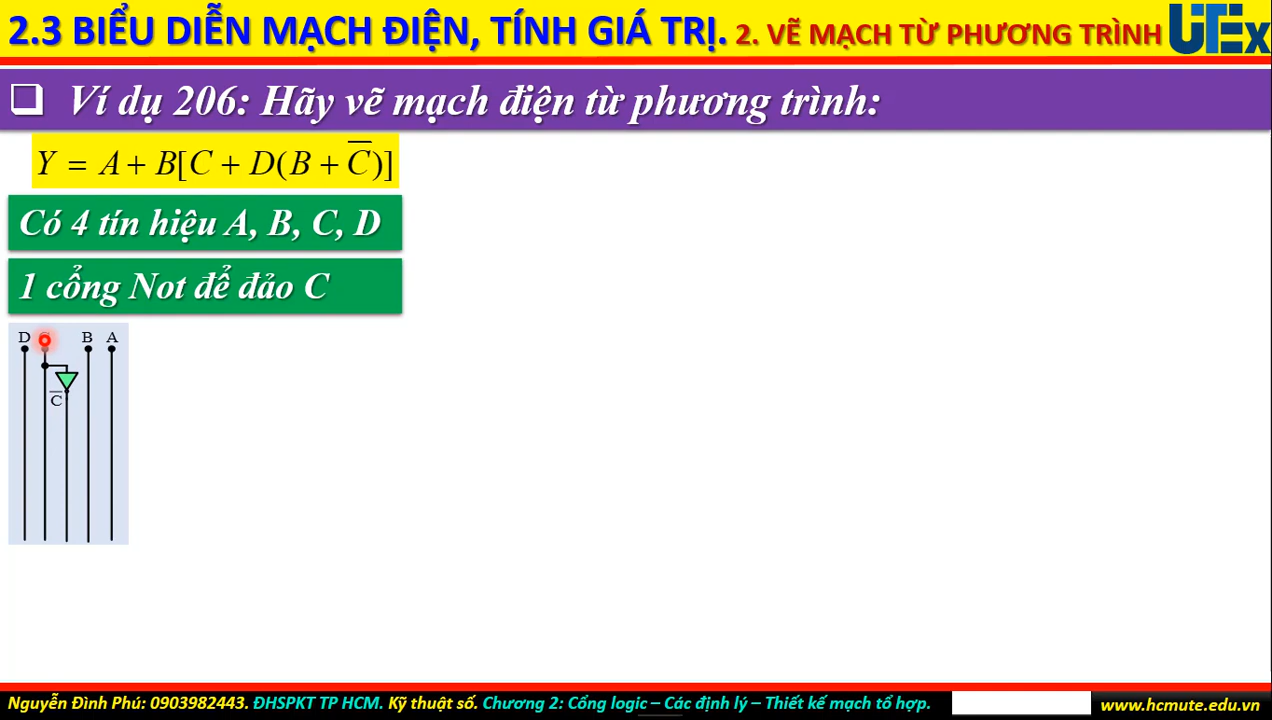 2.3 BIỂU DIỄN MẠCH ĐIỆN, TÍNH GIÁ TRỊ. 2. VẼ MẠCH TỪ PHƯƠNG TRÌNH UTEx
❑ Ví dụ 206: Hãy vẽ mạch điện từ phương trình:
Y = A + B[C + D(B + C̅)]
Có 4 tín hiệu A, B, C, D
1 cổng Not để đảo C
D B A
C̅
Nguyễn Đình Phú: 0903982443. ĐHSPKT TP HCM. Kỹ thuật số. Chương 2: Cổng logic – Các định lý – Thiết kế mạch tổ hợp. www.hcmute.edu.vn